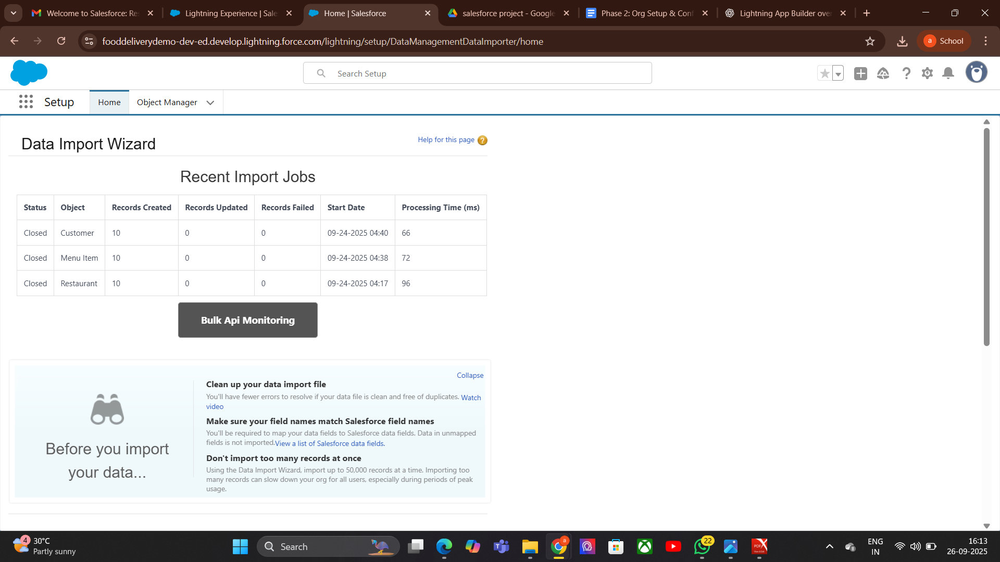 Welcome to Salesforce: Re
Lightning Experience | Sale
Home | Salesforce
salesforce project - Google
Phase 2: Org Setup & Conf
Lightning App Builder over
fooddeliverydemo-dev-ed.develop.lightning.force.com/lightning/setup/DataManagementDataImporter/home
a School
Search Setup
Setup Home Object Manager
Data Import Wizard
Help for this page ?
Recent Import Jobs
Status Object Records Created Records Updated Records Failed Start Date Processing Time (ms)
Closed Customer 10 0 0 09-24-2025 04:40 66
Closed Menu Item 10 0 0 09-24-2025 04:38 72
Closed Restaurant 10 0 0 09-24-2025 04:17 96
Bulk Api Monitoring
Collapse
Before you import
your data...
Clean up your data import file
You'll have fewer errors to resolve if your data file is clean and free of duplicates. Watch
video
Make sure your field names match Salesforce field names
You'll be required to map your data fields to Salesforce data fields. Data in unmapped
fields is not imported.View a list of Salesforce data fields.
Don't import too many records at once
Using the Data Import Wizard, import up to 50,000 records at a time. Importing too
many records can slow down your org for all users, especially during periods of peak
usage.
4
30°C
Partly sunny
Search
a
22
PDF
ENG
IN
16:13
26-09-2025